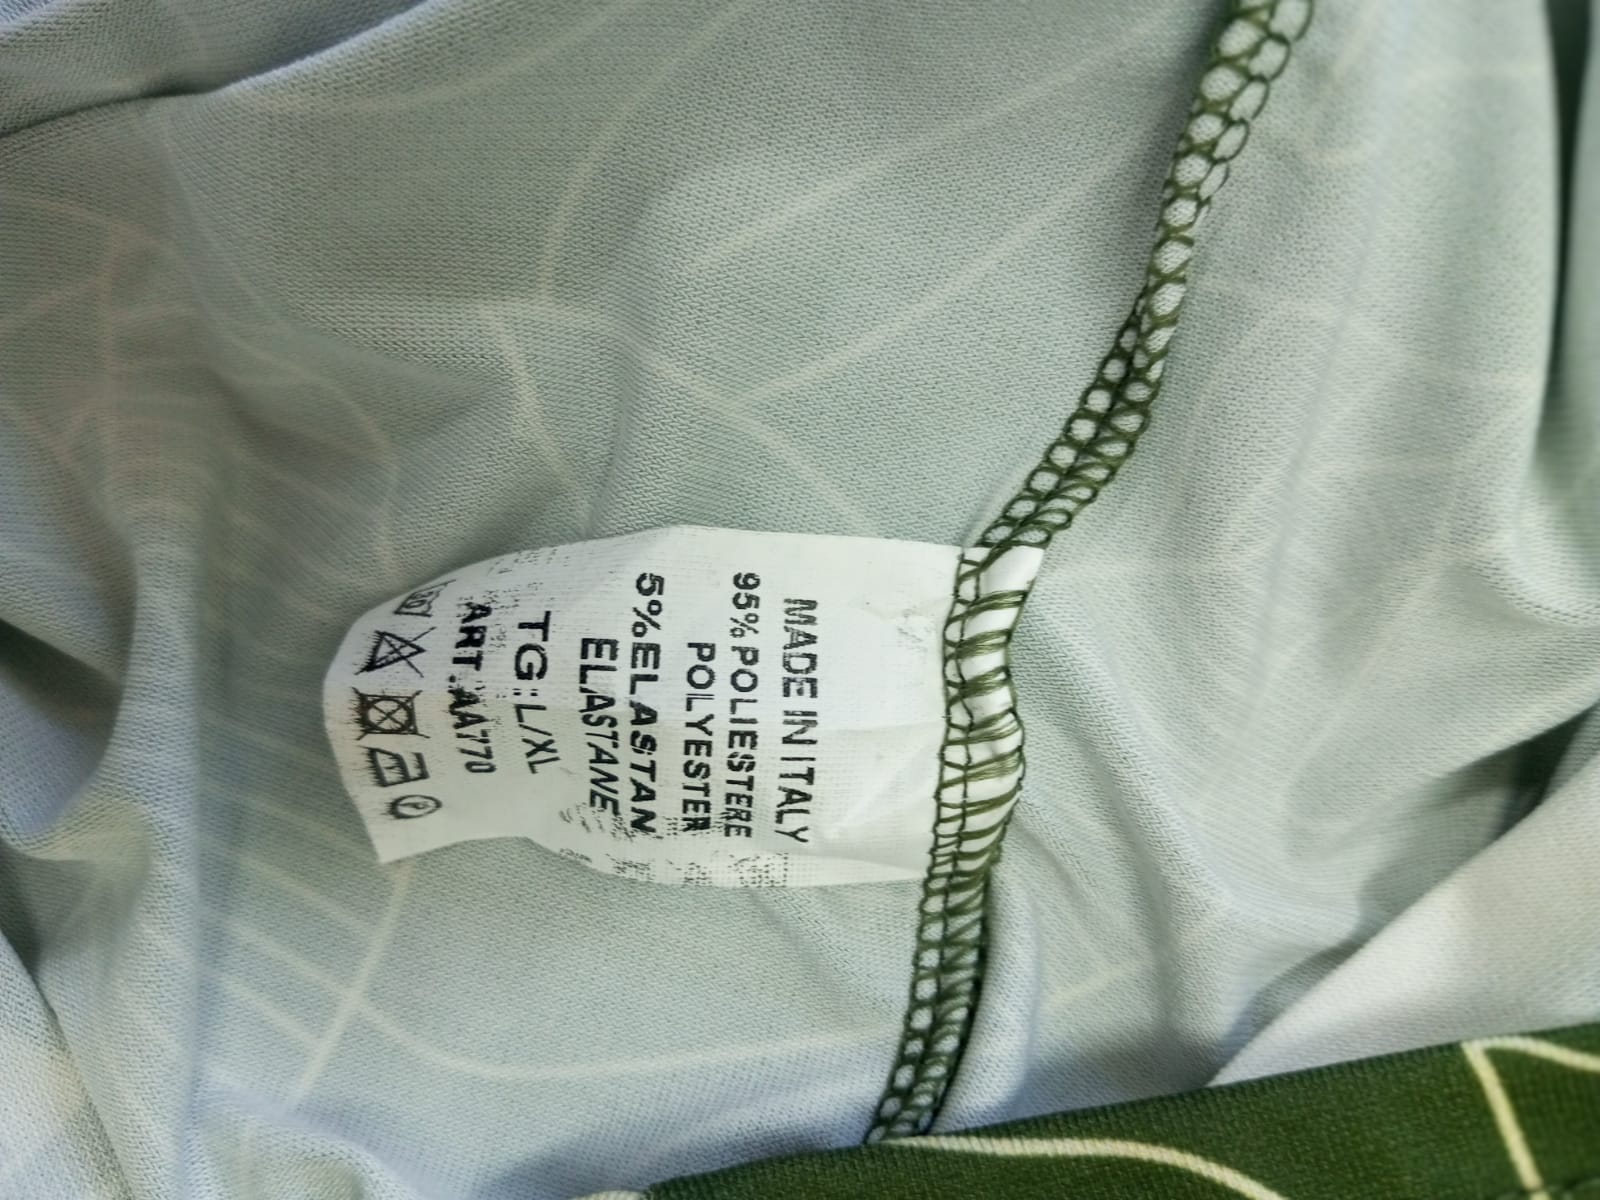 MADE IN ITALY
95% POLIESTERE
POLYESTER
5% ELASTAN
ELASTANE
TG: L/XL
ART. AA770
P